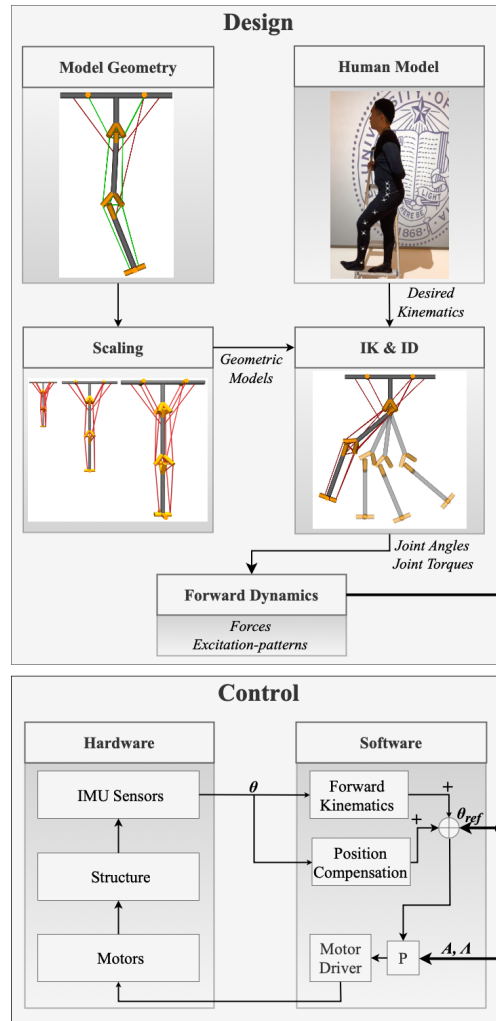 Design
Model Geometry
Human Model
1868
Desired
Kinematics
Scaling
Geometric
Models
IK & ID
Joint Angles
Joint Torques
Forward Dynamics
Forces
Excitation-patterns
Control
Hardware
Software
IMU Sensors
θ
Forward
Kinematics
+
+
θref
Position
Compensation
Structure
Motors
Motor
Driver
P
A, Λ